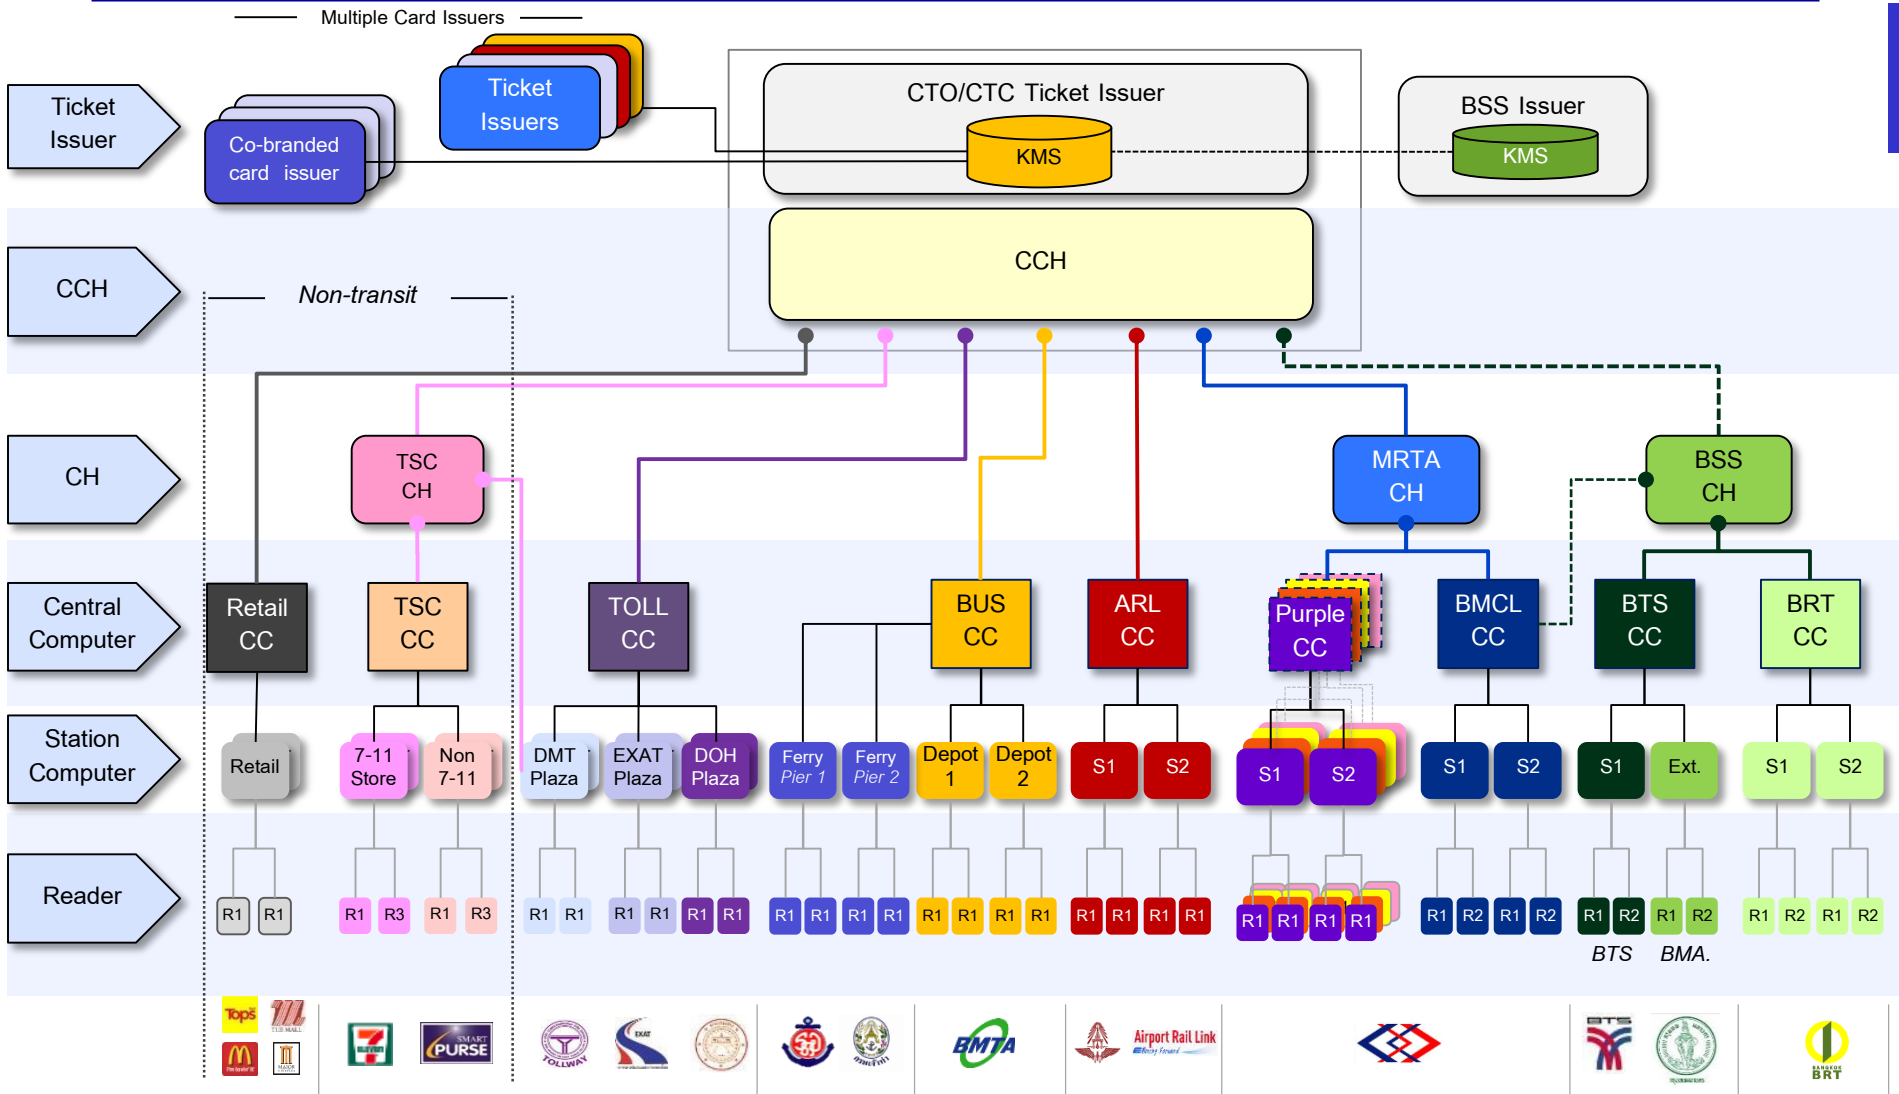 Multiple Card Issuers
Ticket
Issuer
Co-branded
card issuer
Ticket
Issuers
CTO/CTC Ticket Issuer
KMS
BSS Issuer
KMS
CCH
Non-transit
CCH
CH
TSC
CH
MRTA
CH
BSS
CH
Central
Computer
Retail
CC
TSC
CC
TOLL
CC
BUS
CC
ARL
CC
Purple
CC
BMCL
CC
BTS
CC
BRT
CC
Station
Computer
Retail
7-11
Store
Non
7-11
DMT
Plaza
EXAT
Plaza
DOH
Plaza
Ferry
Pier 1
Ferry
Pier 2
Depot
1
Depot
2
S1
S2
S1
S2
S1
S2
S1
Ext.
S1
S2
Reader
R1 R1 R1 R3 R1 R3 R1 R1 R1 R1 R1 R1 R1 R1 R1 R1 R1 R1 R1 R1 R1 R1 R1 R1 R1 R1 R1 R1 R1 R2 R1 R2 R1 R2 R1 R2 R1 R2 R1 R2
BTS
BMA.
Tops
THE MALL
MAJOR
ELEVEN
SMART
PURSE
TOLLWAY
EXAT
BMTA
Airport Rail Link
BTS
BANGKOK
BRT